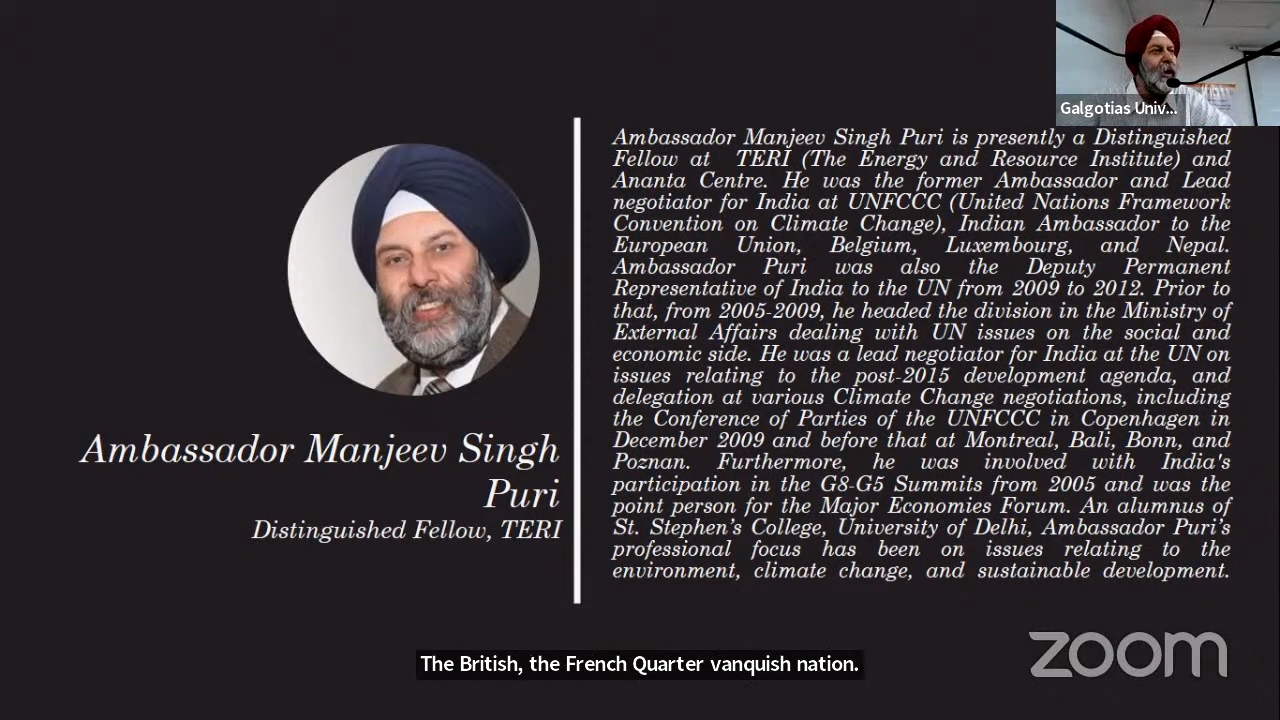 Galgotias Univ...
Ambassador Manjeev Singh
Puri
Distinguished Fellow, TERI
Ambassador Manjeev Singh Puri is presently a Distinguished
Fellow at TERI (The Energy and Resource Institute) and
Ananta Centre. He was the former Ambassador and Lead
negotiator for India at UNFCCC (United Nations Framework
Convention on Climate Change), Indian Ambassador to the
European Union, Belgium, Luxembourg, and Nepal.
Ambassador Puri was also the Deputy Permanent
Representative of India to the UN from 2009 to 2012. Prior to
that, from 2005-2009, he headed the division in the Ministry of
External Affairs dealing with UN issues on the social and
economic side. He was a lead negotiator for India at the UN on
issues relating to the post-2015 development agenda, and
delegation at various Climate Change negotiations, including
the Conference of Parties of the UNFCCC in Copenhagen in
December 2009 and before that at Montreal, Bali, Bonn, and
Poznan. Furthermore, he was involved with India's
participation in the G8-G5 Summits from 2005 and was the
point person for the Major Economies Forum. An alumnus of
St. Stephen’s College, University of Delhi, Ambassador Puri’s
professional focus has been on issues relating to the
environment, climate change, and sustainable development.
The British, the French Quarter vanquish nation.
zoom